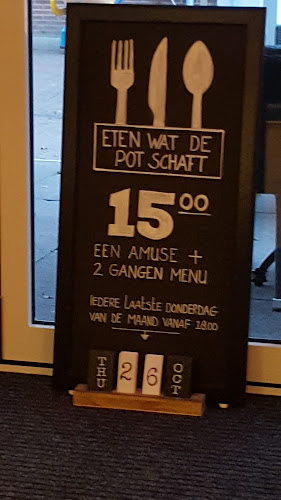 ETEN WAT DE
POT SCHAFT
15⁰⁰
EEN AMUSE +
2 GANGEN MENU
IEDERE Laatste DONDERDAG
VAN DE MAAND VANAF 18:00
THU 26 OCT